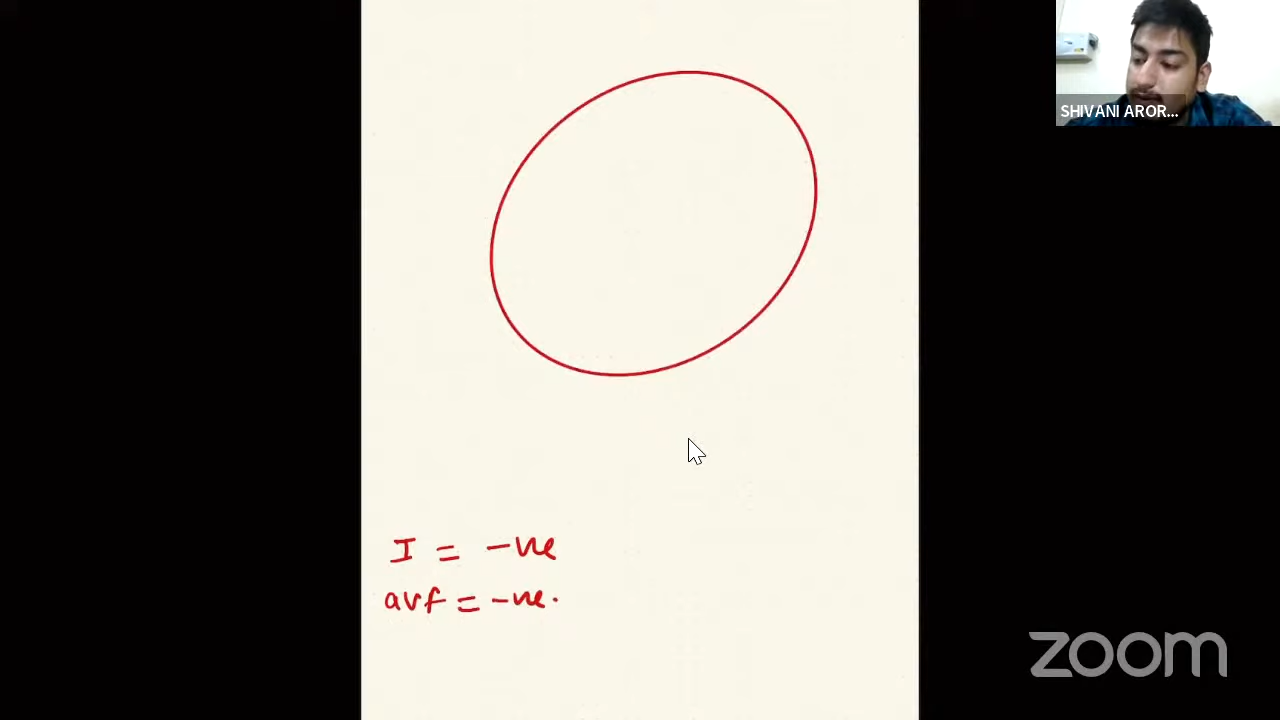 SHIVANI AROR...
I = -ve
avf = -ve.
zoom